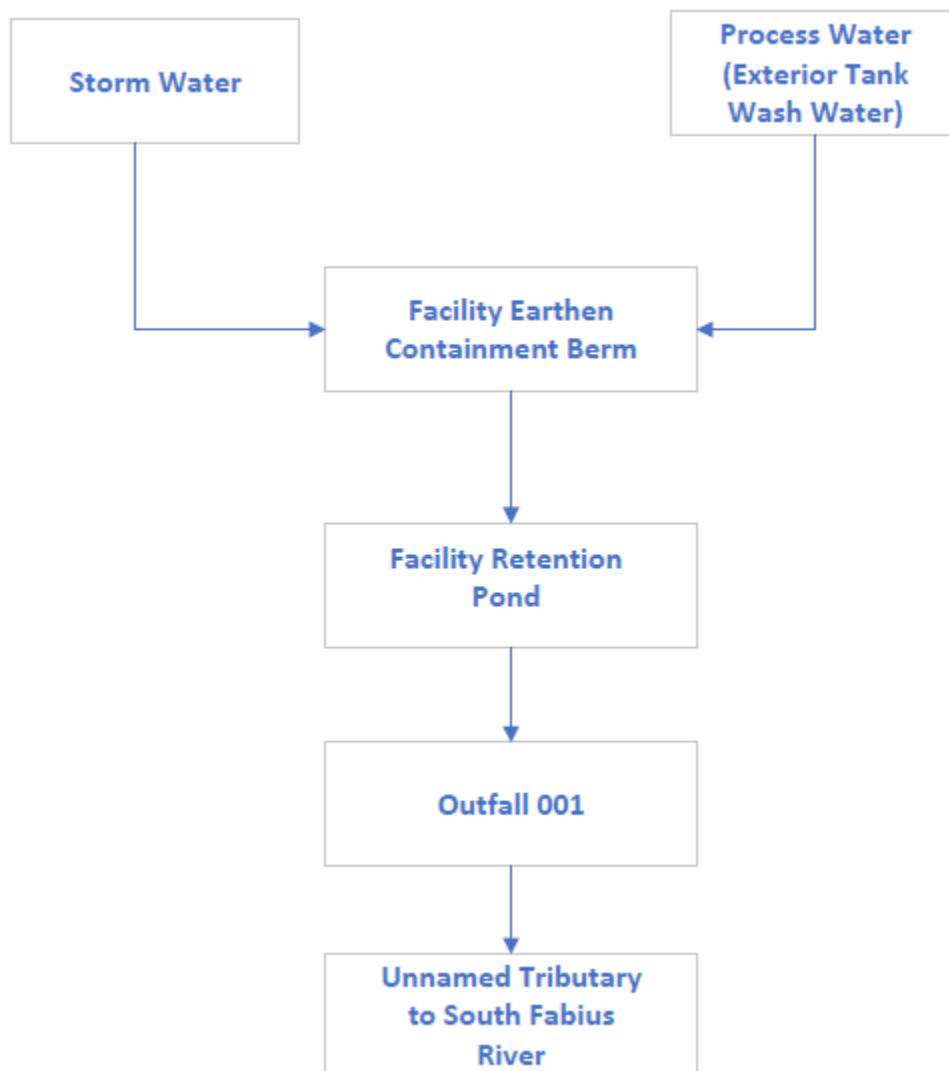 Storm Water
Process Water
(Exterior Tank
Wash Water)
Facility Earthen
Containment Berm
Facility Retention
Pond
Outfall 001
Unnamed Tributary
to South Fabius
River